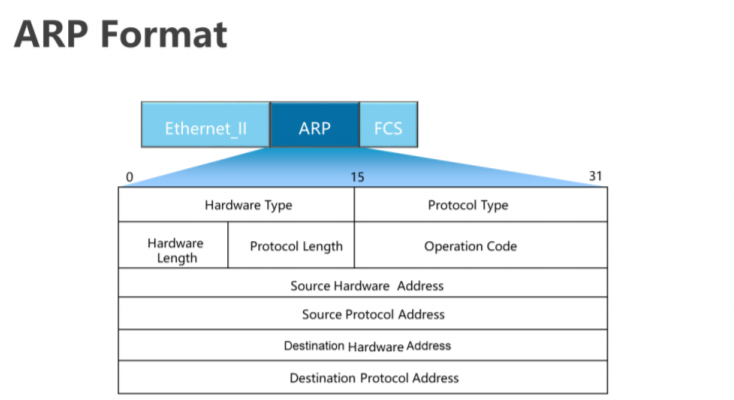 ARP Format
Ethernet_II ARP FCS
0 15 31
Hardware Type Protocol Type
Hardware
Length
Protocol Length Operation Code
Source Hardware Address
Source Protocol Address
Destination Hardware Address
Destination Protocol Address